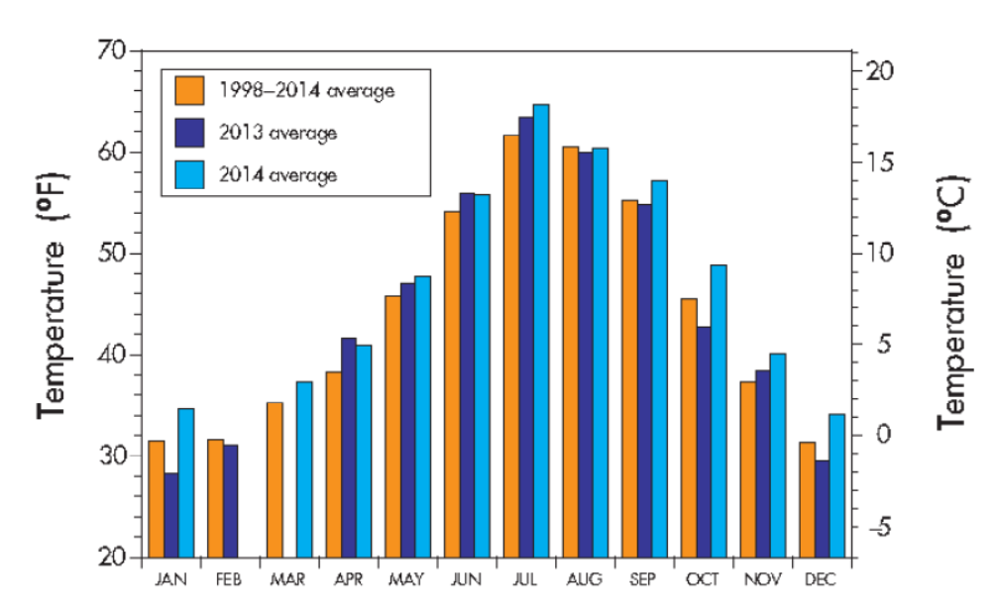 70
60
50
40
30
20
Temperature (ºF)
1998–2014 average
2013 average
2014 average
20
15
10
5
0
-5
Temperature (ºC)
JAN FEB MAR APR MAY JUN JUL AUG SEP OCT NOV DEC